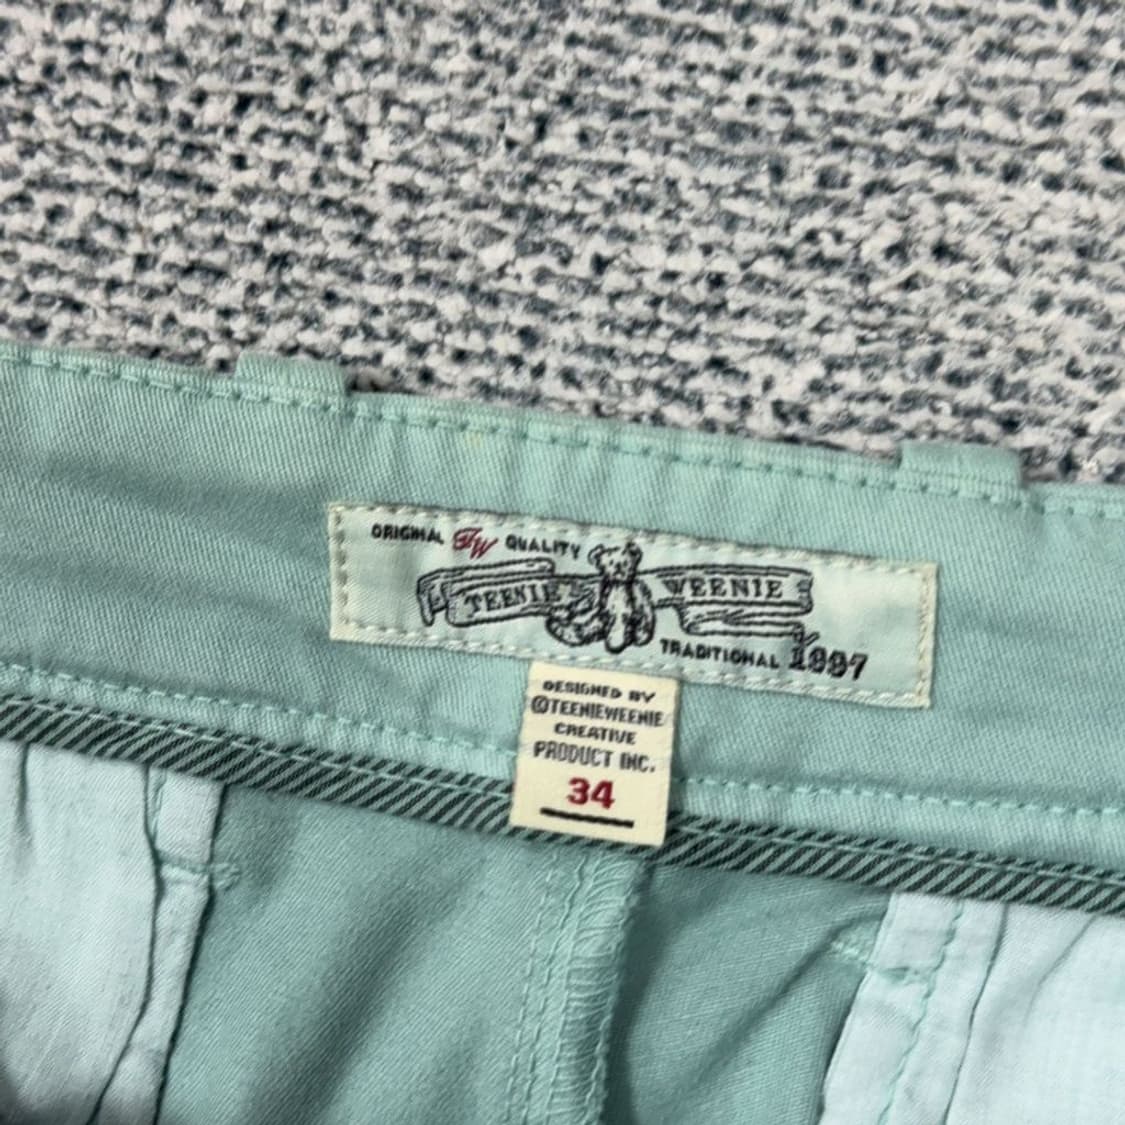 ORIGINAL TW QUALITY
TEENIE WEENIE
TRADITIONAL 1997
DESIGNED BY
@TEENIEWEENIE
CREATIVE
PRODUCT INC.
34